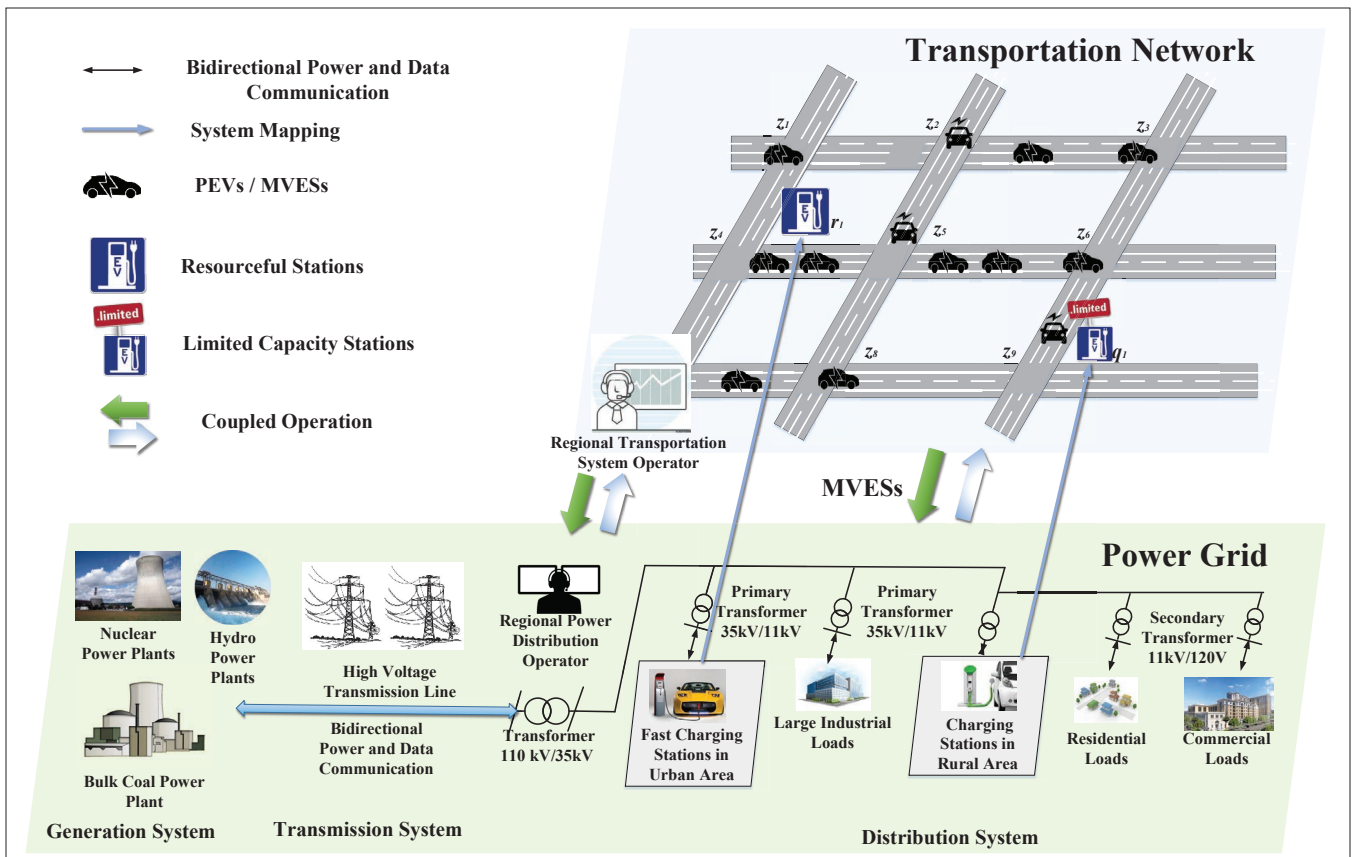 Transportation Network
Bidirectional Power and Data
Communication
System Mapping
PEVs / MVESs
EV
Resourceful Stations
.limited
EV
Limited Capacity Stations
Coupled Operation
z1
z2
z3
EV
r1
z4
z5
z6
.limited
EV
q1
z8
z9
Regional Transportation
System Operator
MVESs
Power Grid
Nuclear
Power Plants
Hydro
Power
Plants
High Voltage
Transmission Line
Regional Power
Distribution
Operator
Primary
Transformer
35kV/11kV
Primary
Transformer
35kV/11kV
Secondary
Transformer
11kV/120V
Bidirectional
Power and Data
Communication
Transformer
110 kV/35kV
Fast Charging
Stations in
Urban Area
Large Industrial
Loads
Charging
Stations in
Rural Area
Residential
Loads
Commercial
Loads
Bulk Coal Power
Plant
Generation System
Transmission System
Distribution System